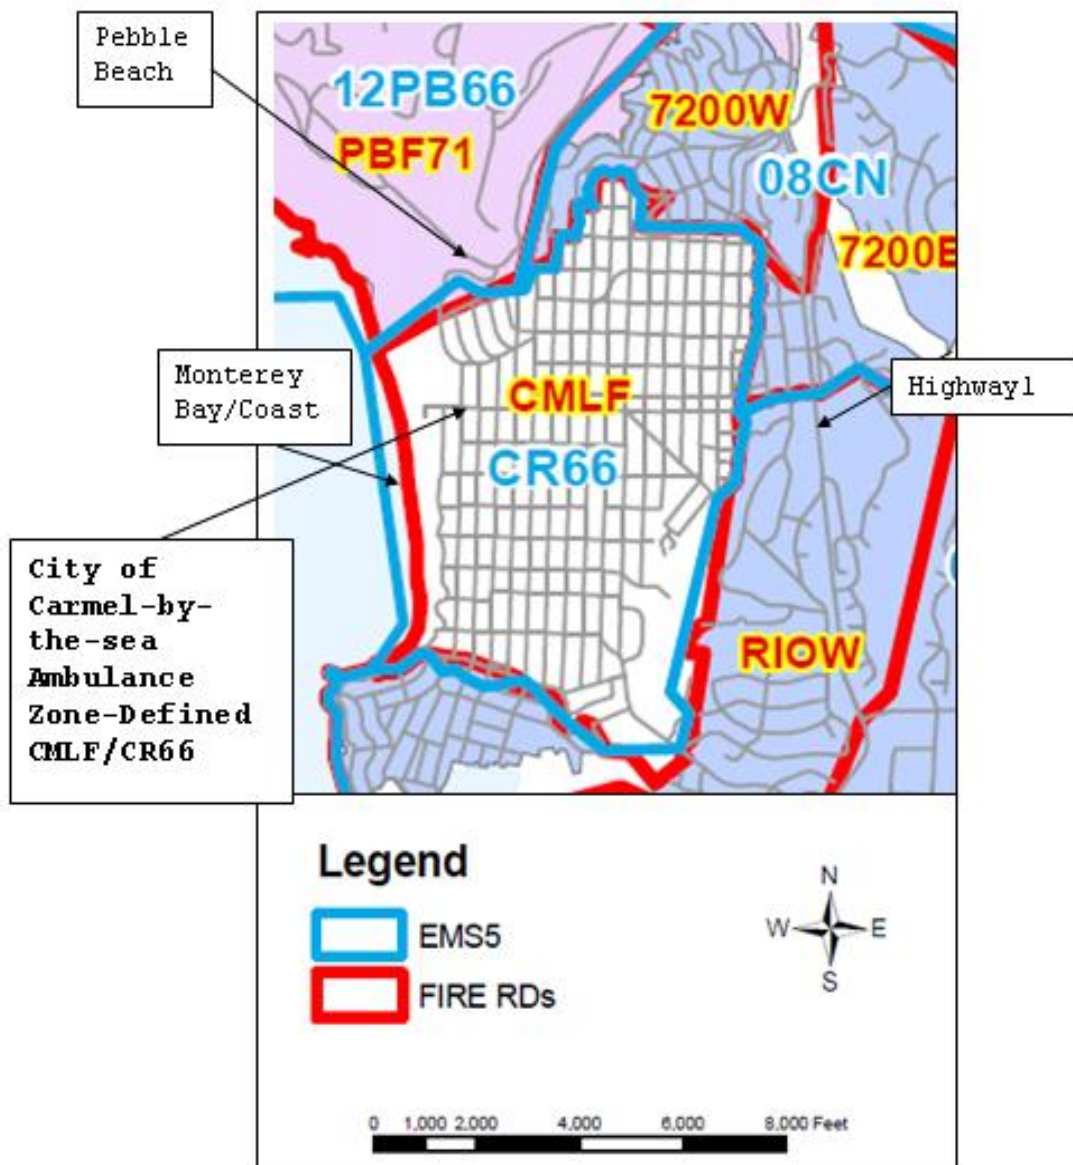 Pebble
Beach
12PB66
PBF71
7200W
08CN
7200E
Monterey
Bay/Coast
Highway1
CMLF
CR66
City of
Carmel-by-
the-sea
Ambulance
Zone-Defined
CMLF/CR66
RIOW
Legend
EMS5
FIRE RDs
N
W E
S
0 1,000 2,000 4,000 6,000 8,000 Feet